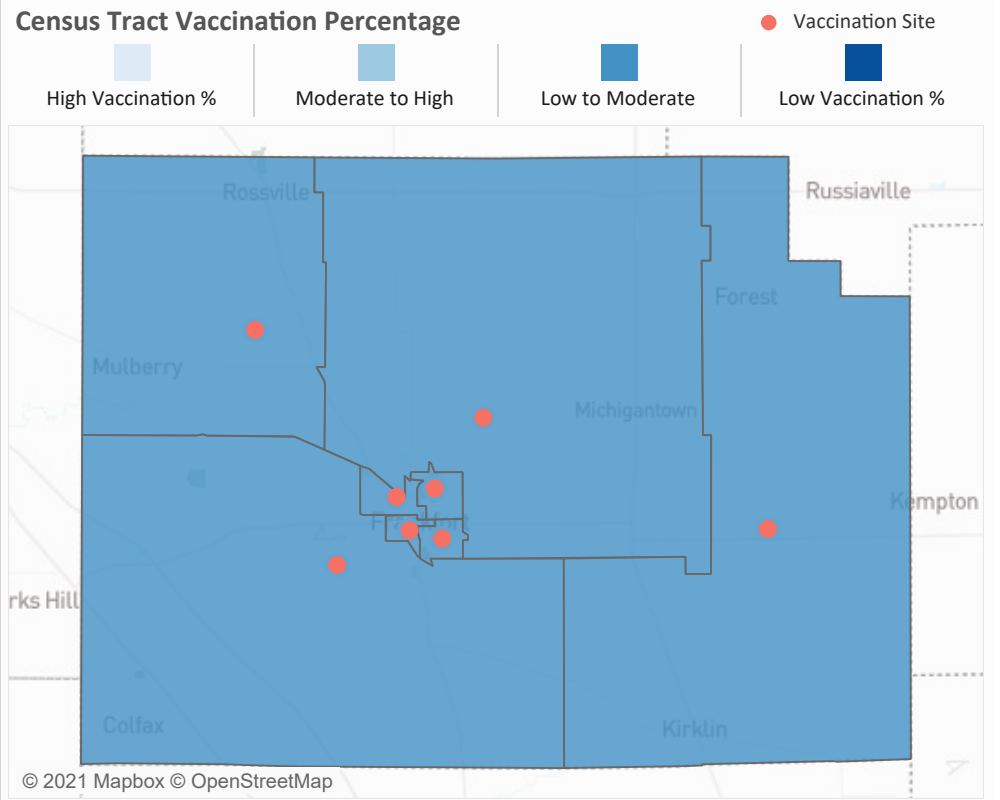 Census Tract Vaccination Percentage
Vaccination Site
High Vaccination %
Moderate to High
Low to Moderate
Low Vaccination %
Rossville
Russiaville
Forest
Mulberry
Michigantown
Kempton
Frankfort
rks Hill
Colfax
Kirklin
© 2021 Mapbox © OpenStreetMap